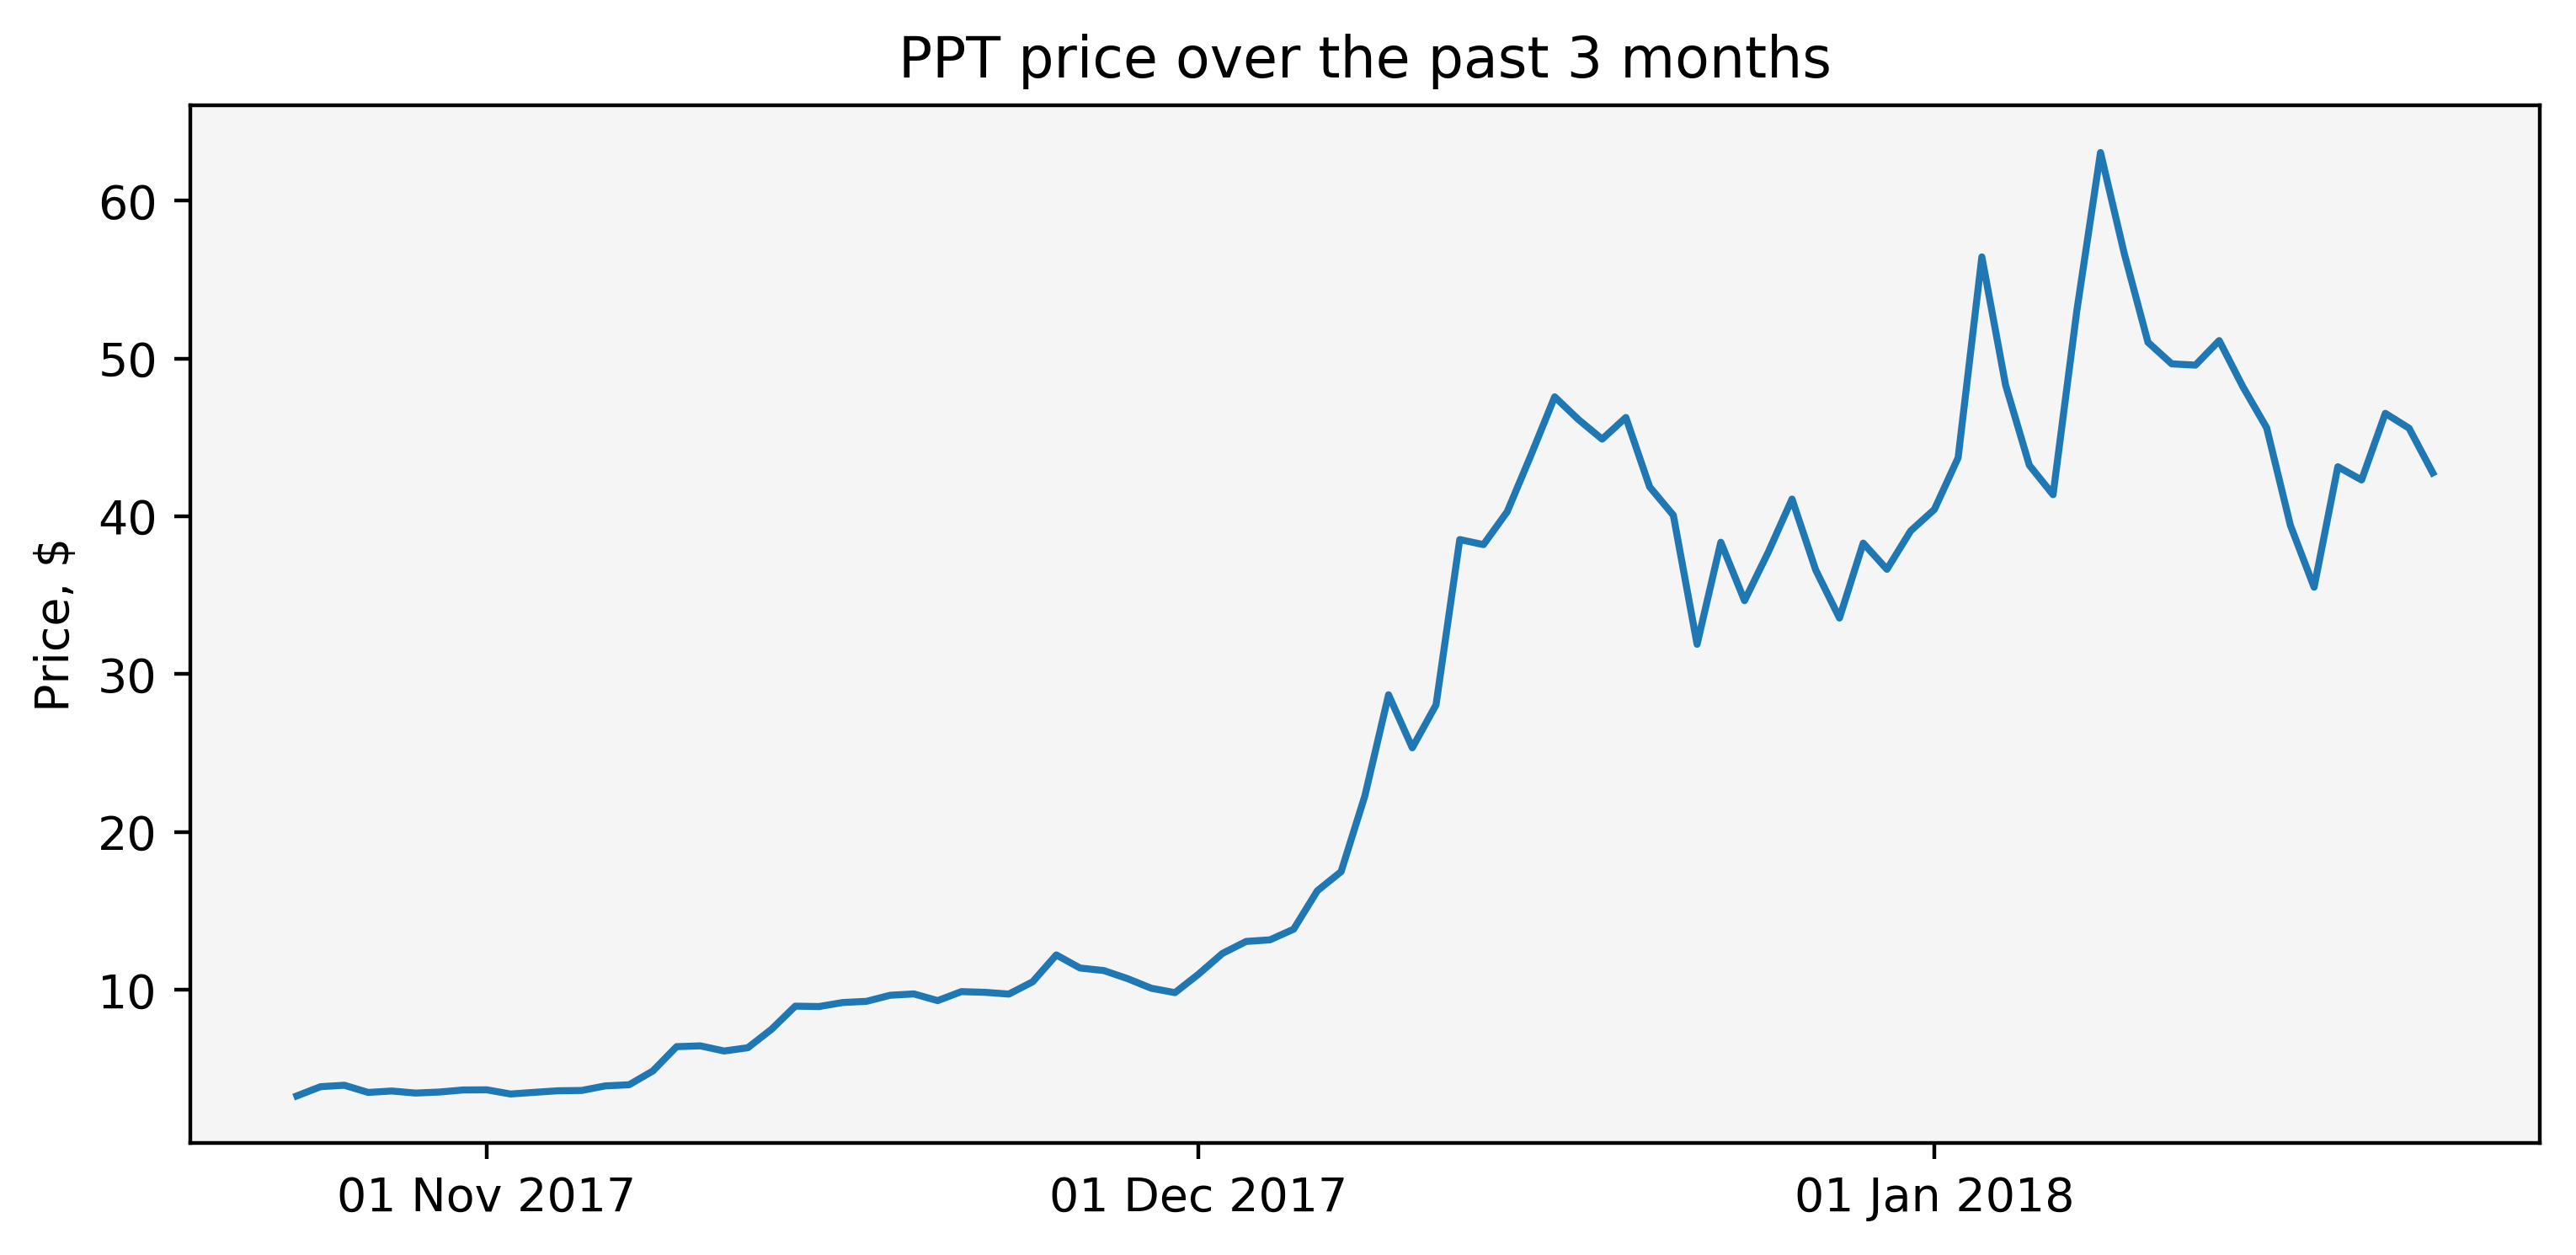 PPT price over the past 3 months
60
50
40
30
20
10
Price, $
01 Nov 2017
01 Dec 2017
01 Jan 2018